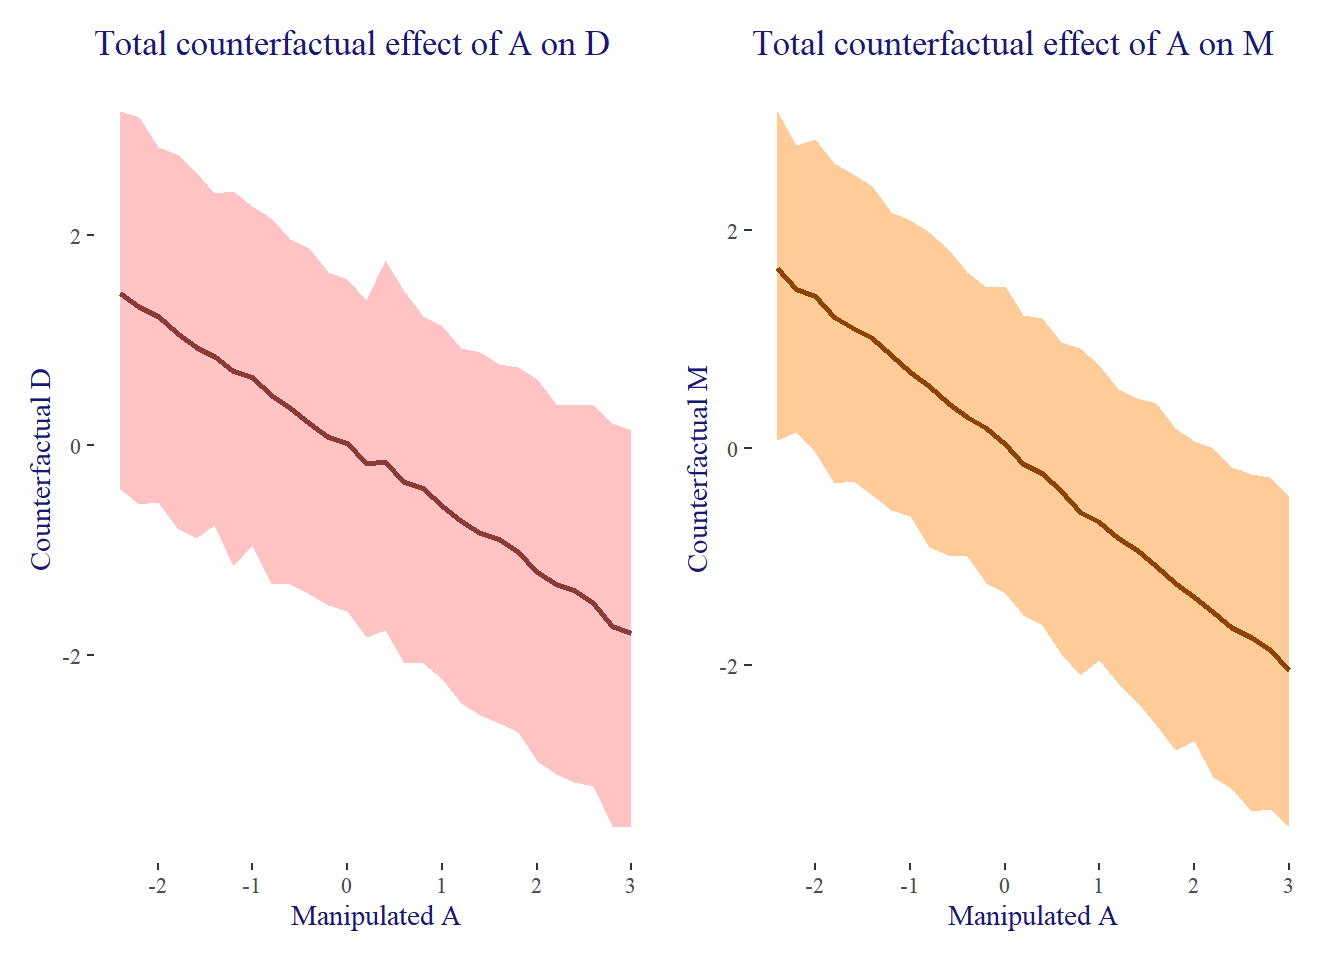 Total counterfactual effect of A on D
Counterfactual D
2
0
-2
-2 -1 0 1 2 3
Manipulated A
Total counterfactual effect of A on M
Counterfactual M
2
0
-2
-2 -1 0 1 2 3
Manipulated A